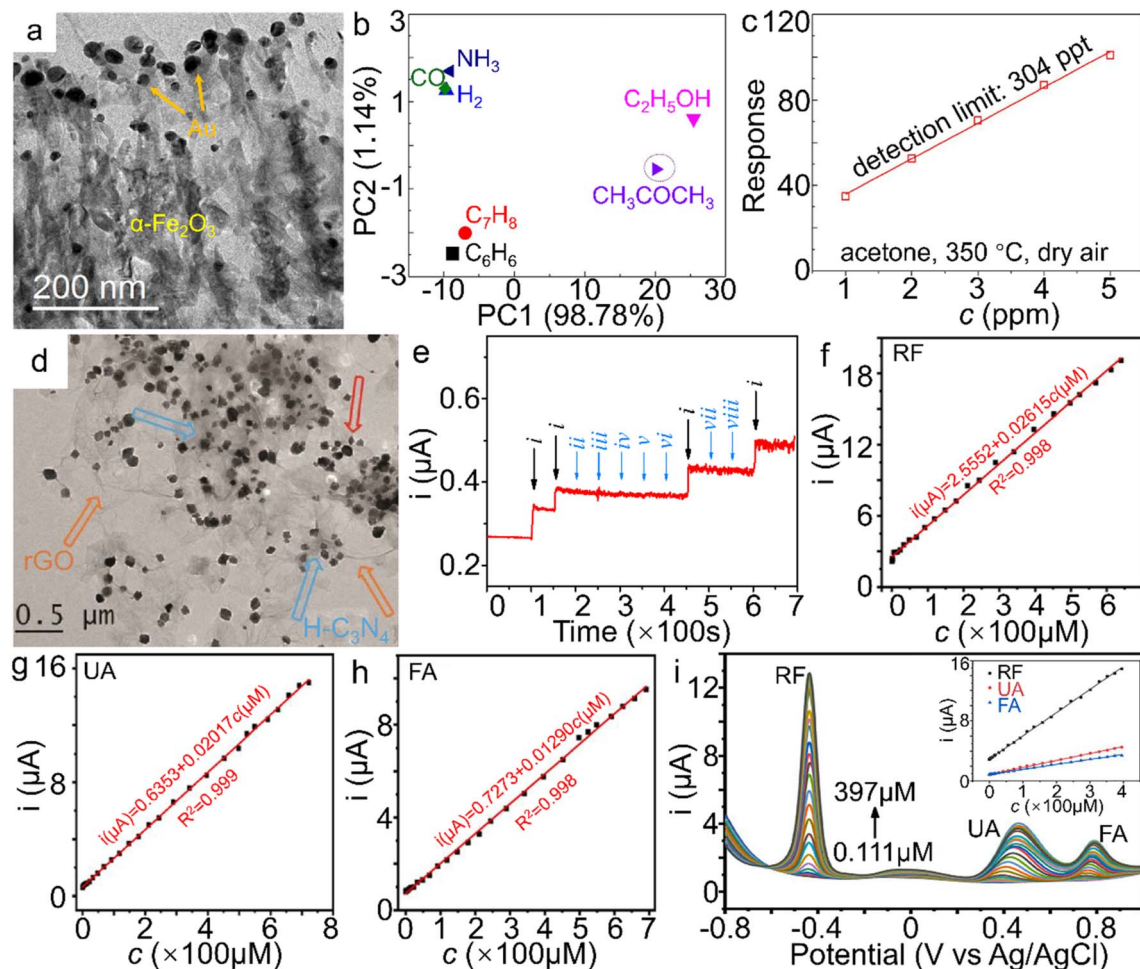 a
Au
α-Fe₂O₃
200 nm
b
PC2 (1.14%)
3
1
-1
-3
NH₃
CO
H₂
C₂H₅OH
CH₃COCH₃
C₇H₈
C₆H₆
-10 0 10 20 30
PC1 (98.78%)
c
Response
120
80
40
0
detection limit: 304 ppt
acetone, 350 °C, dry air
1 2 3 4 5
c (ppm)
d
rGO
H-C₃N₄
0.5 μm
e
i (μA)
0.6
0.4
0.2
i
i
ii
iii
iv
v
vi
i
vii
viii
i
0 1 2 3 4 5 6 7
Time (×100s)
f
RF
i (μA)
18
12
6
0
i(μA)=2.5552+0.02615c(μM)
R²=0.998
0 1 2 3 4 5 6
c (×100μM)
g
UA
i (μA)
16
8
0
i(μA)=0.6353+0.02017c(μM)
R²=0.999
0 2 4 6 8
c (×100μM)
h
FA
i (μA)
10
5
0
i(μA)=0.7273+0.01290c(μM)
R²=0.998
0 1 2 3 4 5 6 7
c (×100μM)
i
i (μA)
12
8
4
0
RF
397μM
0.111μM
UA
FA
16
8
0
i (μA)
RF
UA
FA
0 1 2 3 4
c (×100μM)
-0.8 -0.4 0 0.4 0.8
Potential (V vs Ag/AgCl)